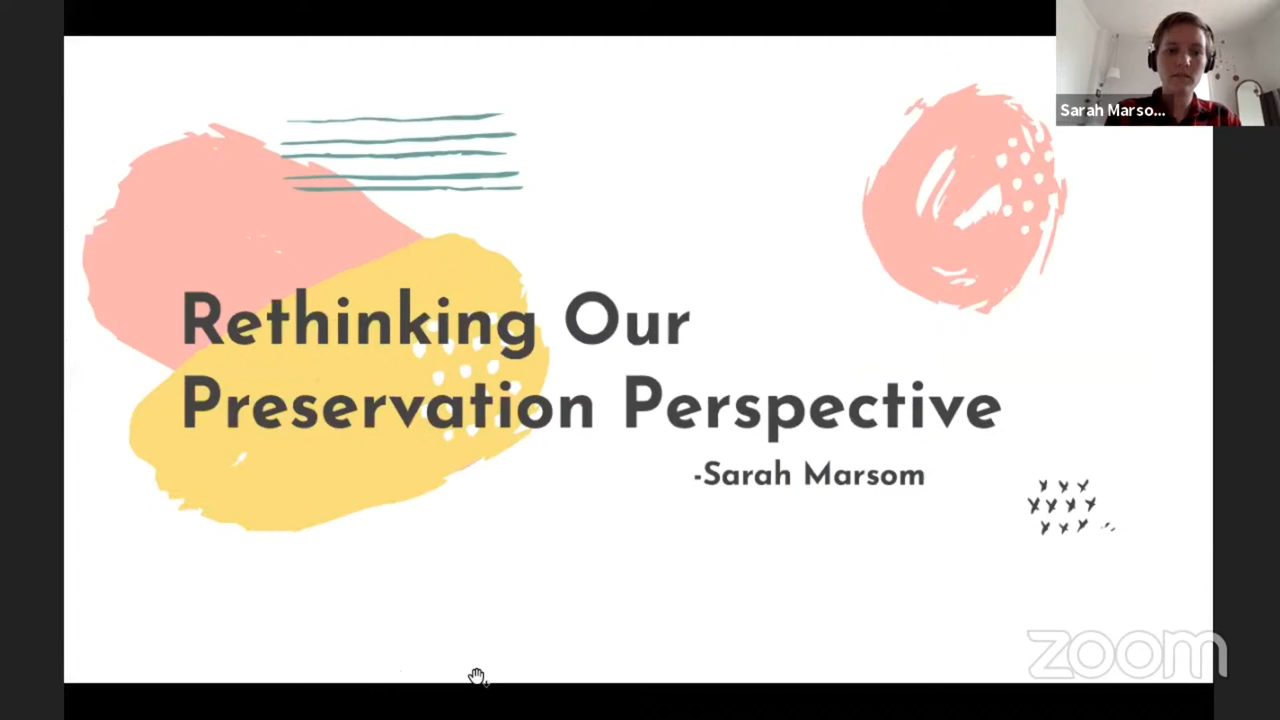 Sarah Marso...
Rethinking Our
Preservation Perspective
-Sarah Marsom
zoom